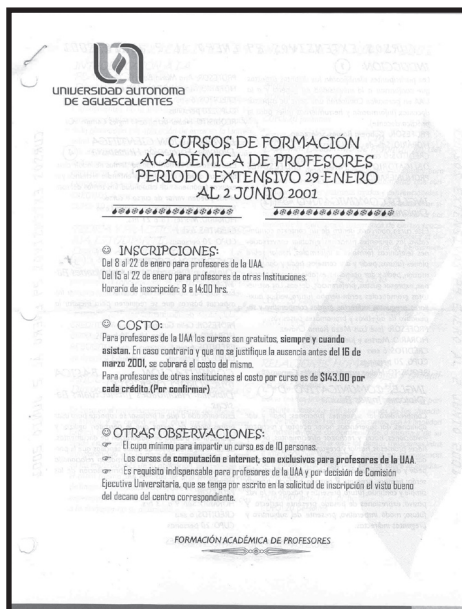 universidad autonoma
de aguascalientes
CURSOS DE FORMACIÓN
ACADÉMICA DE PROFESORES
PERIODO EXTENSIVO 29 ENERO
AL 2 JUNIO 2001
☺ INSCRIPCIONES:
Del 8 al 22 de enero para profesores de la UAA.
Del 15 al 22 de enero para profesores de otras Instituciones.
Horario de inscripción: 8 a 14:00 hrs.
☺ COSTO:
Para profesores de la UAA los cursos son gratuitos, siempre y cuando
asistan. En caso contrario y que no se justifique la ausencia antes del 16 de
marzo 2001, se cobrará el costo del mismo.
Para profesores de otras instituciones el costo por curso es de $143.00 por
cada crédito.(Por confirmar)
☺ OTRAS OBSERVACIONES:
☞ El cupo mínimo para impartir un curso es de 10 personas.
☞ Los cursos de computación e internet, son exclusivos para profesores de la UAA.
☞ Es requisito indispensable para profesores de la UAA y por decisión de Comisión
Ejecutiva Universitaria, que se tenga por escrito en la solicitud de inscripción el visto bueno
del decano del centro correspondiente.
FORMACIÓN ACADÉMICA DE PROFESORES